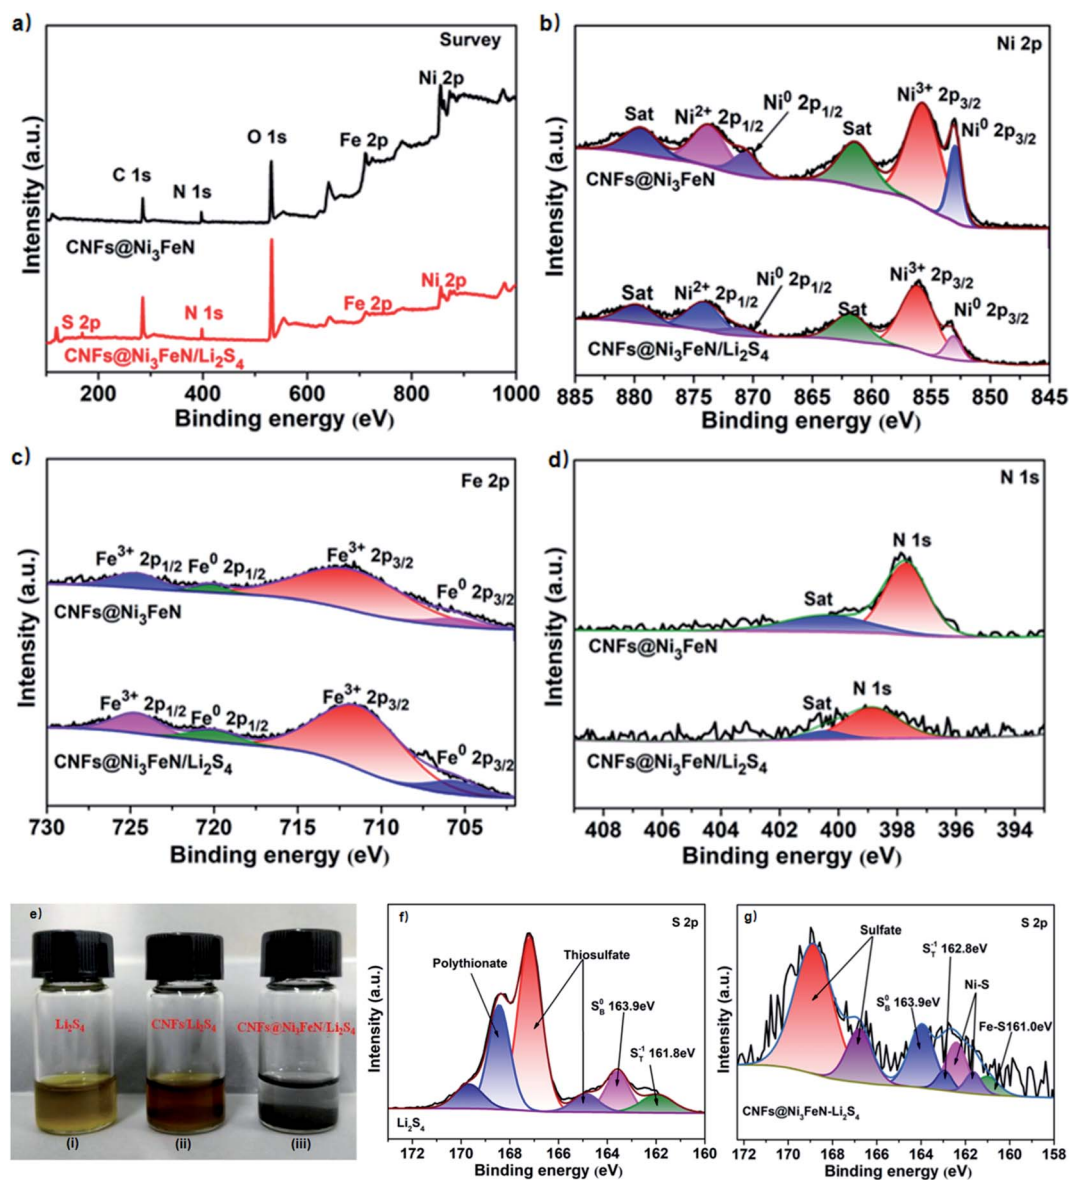 a)
Survey
Ni 2p
Fe 2p
O 1s
C 1s
N 1s
CNFs@Ni₃FeN
Ni 2p
Fe 2p
N 1s
S 2p
CNFs@Ni₃FeN/Li₂S₄
Intensity (a.u.)
200 400 600 800 1000
Binding energy (eV)
b)
Ni 2p
Sat
Ni²⁺ 2p₁/₂
Ni⁰ 2p₁/₂
Sat
Ni³⁺ 2p₃/₂
Ni⁰ 2p₃/₂
CNFs@Ni₃FeN
Sat
Ni²⁺ 2p₁/₂
Ni⁰ 2p₁/₂
Sat
Ni³⁺ 2p₃/₂
Ni⁰ 2p₃/₂
CNFs@Ni₃FeN/Li₂S₄
Intensity (a.u.)
885 880 875 870 865 860 855 850 845
Binding energy (eV)
c)
Fe 2p
Fe³⁺ 2p₁/₂
Fe⁰ 2p₁/₂
Fe³⁺ 2p₃/₂
Fe⁰ 2p₃/₂
CNFs@Ni₃FeN
Fe³⁺ 2p₁/₂
Fe⁰ 2p₁/₂
Fe³⁺ 2p₃/₂
Fe⁰ 2p₃/₂
CNFs@Ni₃FeN/Li₂S₄
Intensity (a.u.)
730 725 720 715 710 705
Binding energy (eV)
d)
N 1s
N 1s
Sat
CNFs@Ni₃FeN
N 1s
Sat
CNFs@Ni₃FeN/Li₂S₄
Intensity (a.u.)
408 406 404 402 400 398 396 394
Binding energy (eV)
e)
Li₂S₄
CNFs/Li₂S₄
CNFs@Ni₃FeN/Li₂S₄
(i)
(ii)
(iii)
f)
S 2p
Polythionate
Thiosulfate
S⁰B 163.9eV
S⁻¹T 161.8eV
Li₂S₄
Intensity (a.u.)
170 168 166 164 162 160
Binding energy (eV)
g)
S 2p
Sulfate
S⁻¹T 162.8eV
S⁰B 163.9eV
Ni-S
Fe-S161.0eV
CNFs@Ni₃FeN-Li₂S₄
Intensity (a.u.)
172 170 168 166 164 162 160 158
Binding energy (eV)